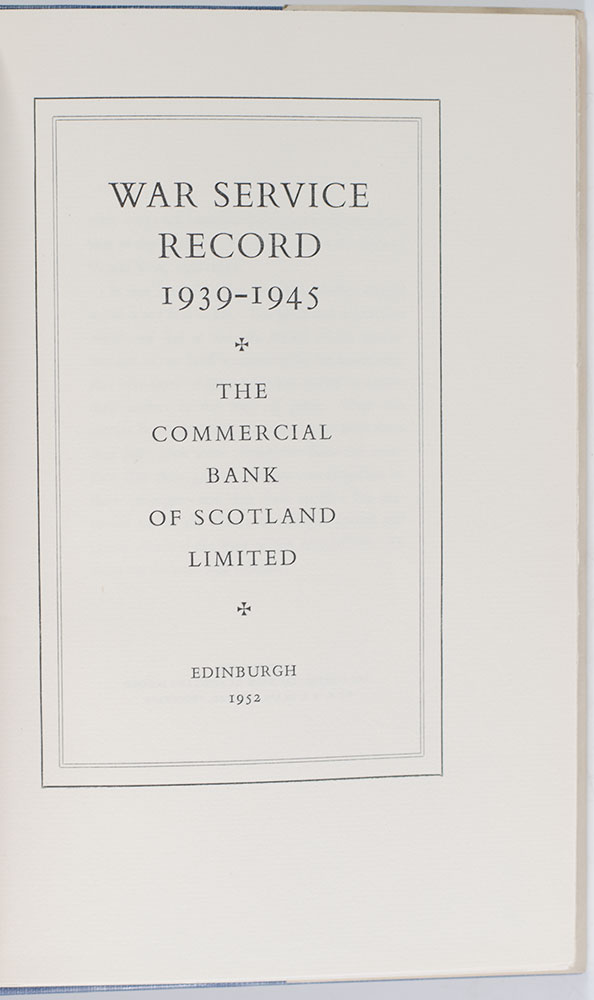 WAR SERVICE
RECORD
1939-1945
✠
THE
COMMERCIAL
BANK
OF SCOTLAND
LIMITED
✠
EDINBURGH
1952